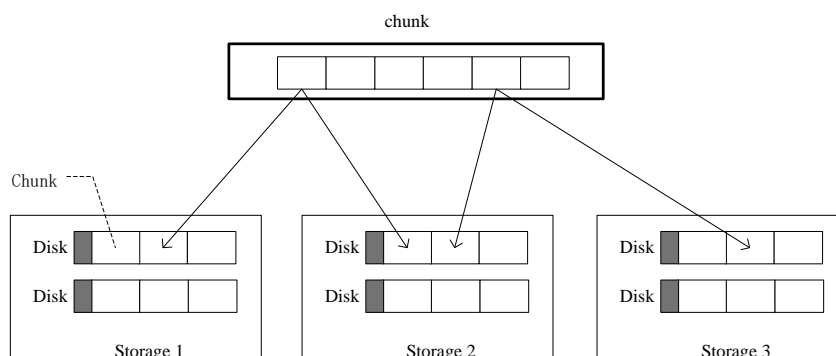 chunk
Chunk
Disk
Disk
Disk
Disk
Disk
Disk
Storage 1
Storage 2
Storage 3